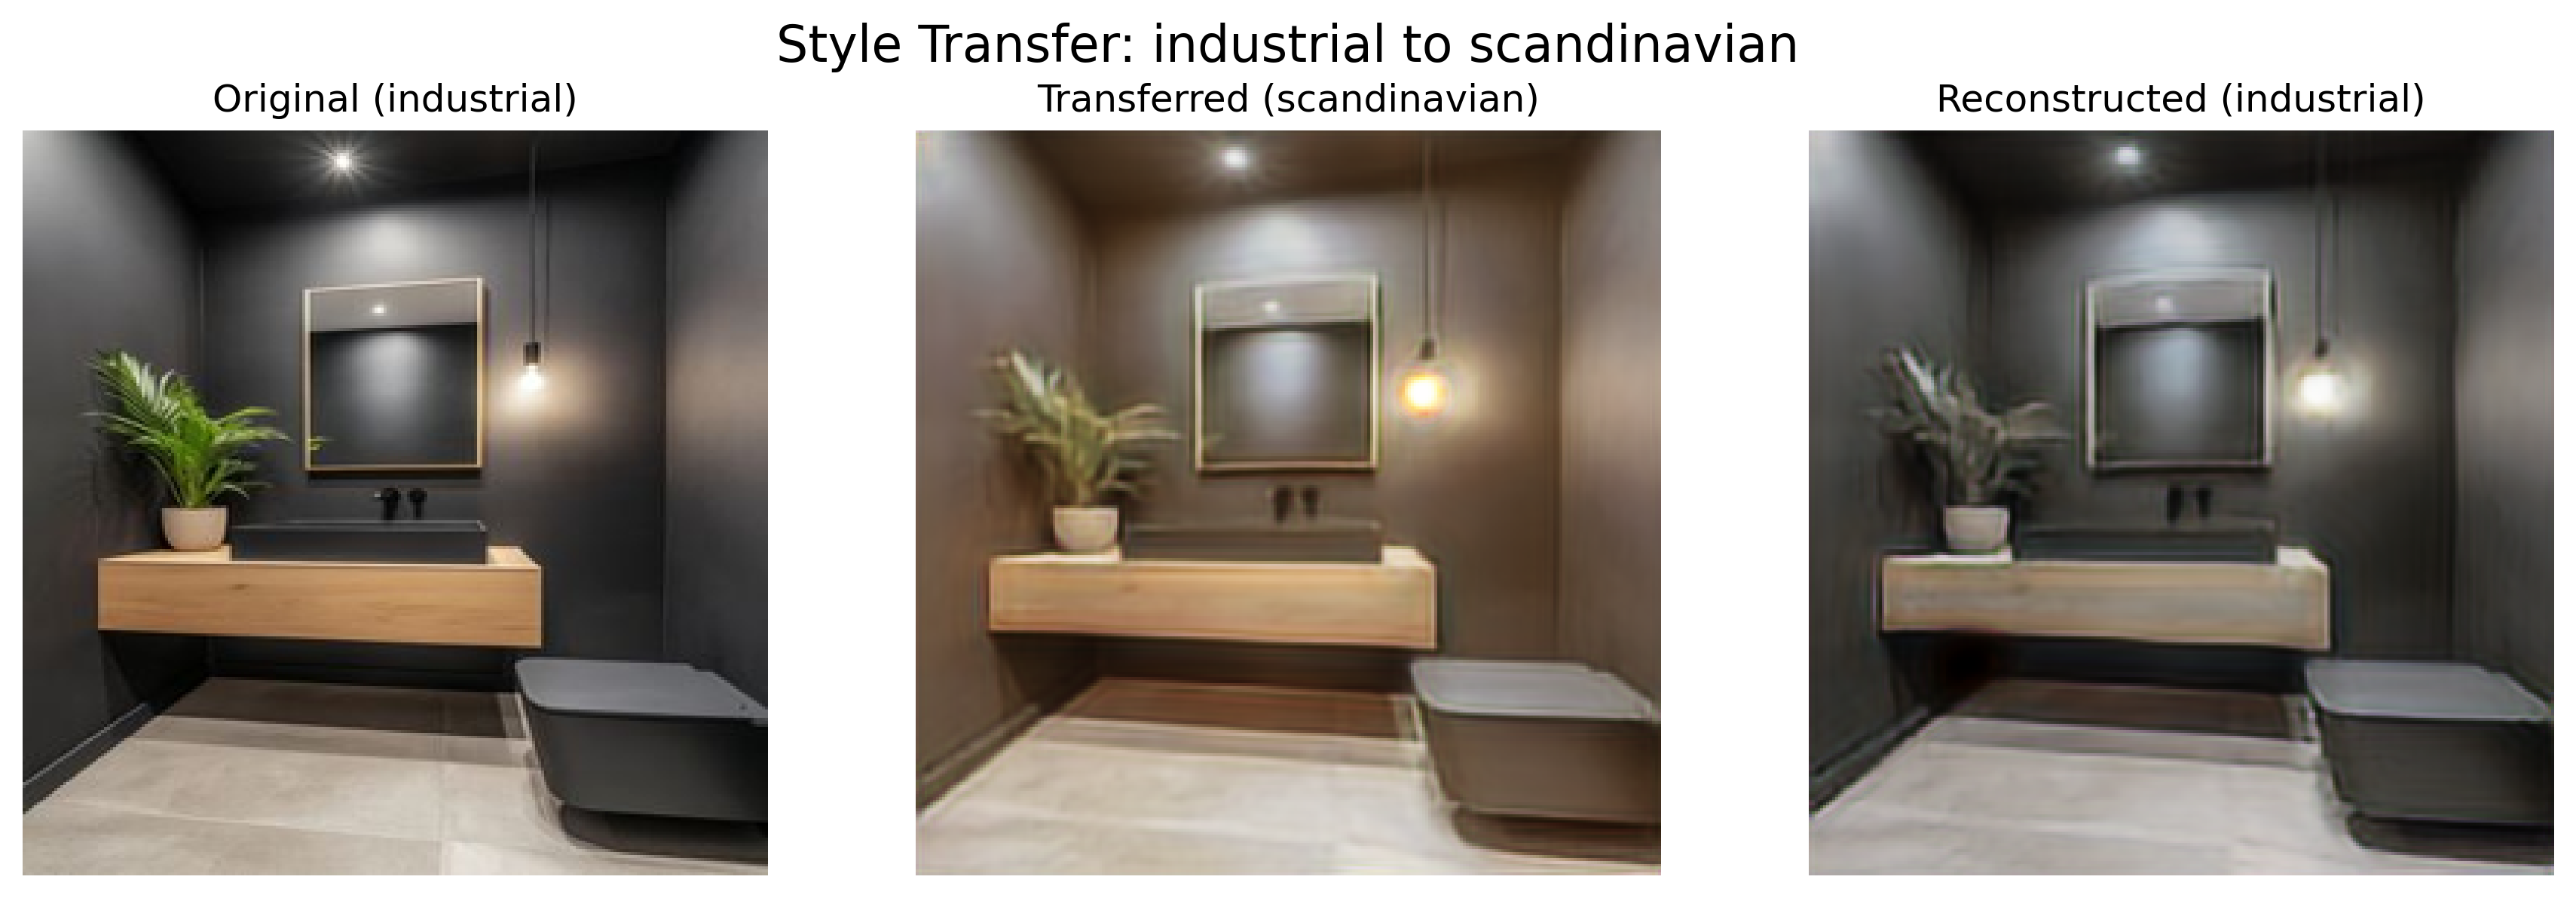 Style Transfer: industrial to scandinavian
Original (industrial)
Transferred (scandinavian)
Reconstructed (industrial)